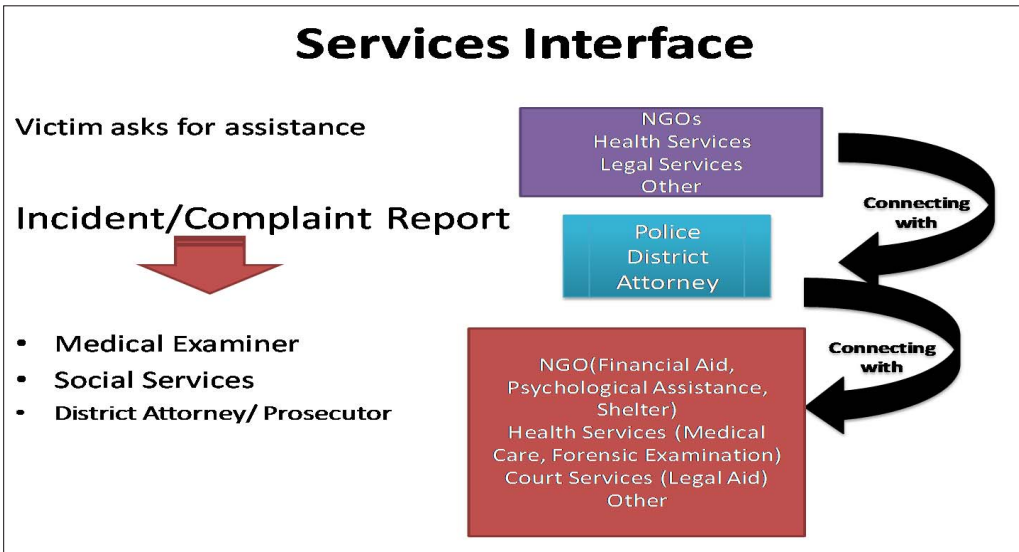 Services Interface
Victim asks for assistance
NGOs
Health Services
Legal Services
Other
Connecting
with
Incident/Complaint Report
Police
District
Attorney
• Medical Examiner
• Social Services
• District Attorney/ Prosecutor
Connecting
with
NGO(Financial Aid,
Psychological Assistance,
Shelter)
Health Services (Medical
Care, Forensic Examination)
Court Services (Legal Aid)
Other